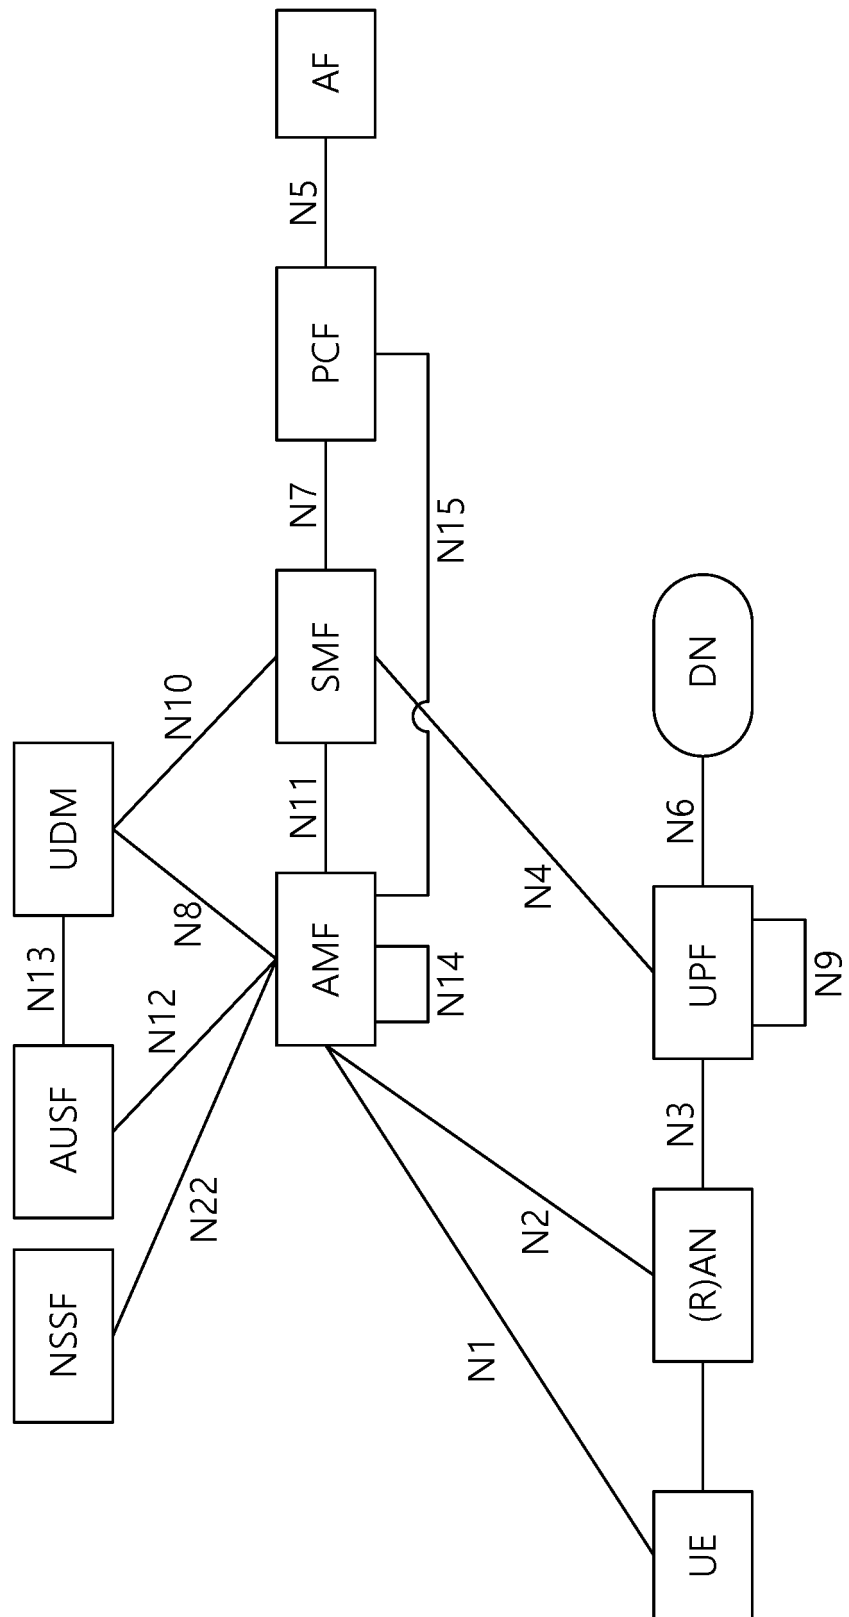 NSSF
AUSF
N13
UDM
N22
N12
N8
N10
AMF
N11
SMF
N7
PCF
N5
AF
N14
N15
N1
N2
N4
UE
(R)AN
N3
UPF
N6
DN
N9